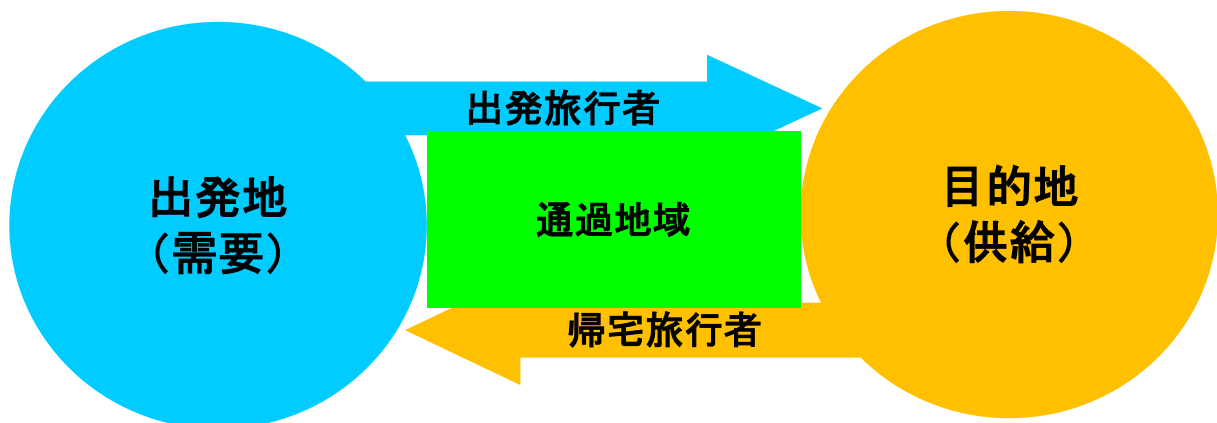 出発旅行者
出発地
（需要）
通過地域
目的地
（供給）
帰宅旅行者